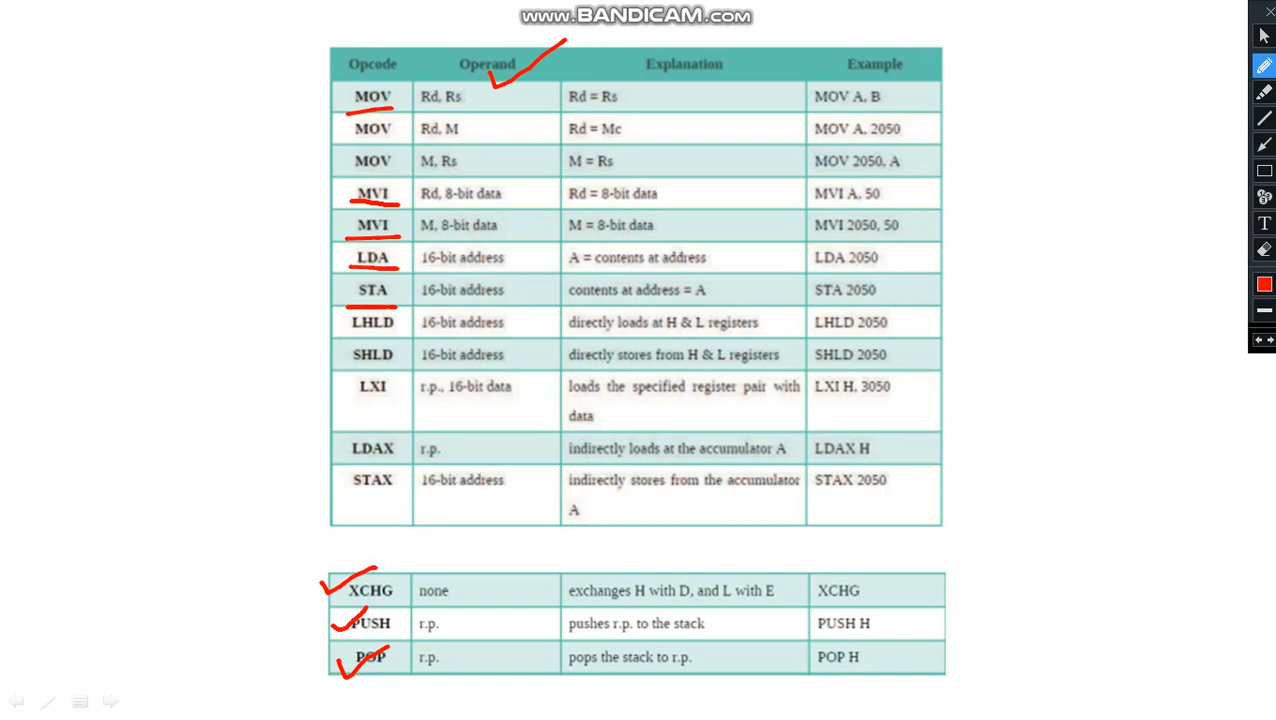 www.BANDICAM.com
Opcode Operand Explanation Example
MOV Rd, Rs Rd = Rs MOV A, B
MOV Rd, M Rd = Mc MOV A, 2050
MOV M, Rs M = Rs MOV 2050, A
MVI Rd, 8-bit data Rd = 8-bit data MVI A, 50
MVI M, 8-bit data M = 8-bit data MVI 2050, 50
LDA 16-bit address A = contents at address LDA 2050
STA 16-bit address contents at address = A STA 2050
LHLD 16-bit address directly loads at H & L registers LHLD 2050
SHLD 16-bit address directly stores from H & L registers SHLD 2050
LXI r.p., 16-bit data loads the specified register pair with LXI H, 3050
data
LDAX r.p. indirectly loads at the accumulator A LDAX H
STAX 16-bit address indirectly stores from the accumulator STAX 2050
A
XCHG none exchanges H with D, and L with E XCHG
PUSH r.p. pushes r.p. to the stack PUSH H
POP r.p. pops the stack to r.p. POP H
T